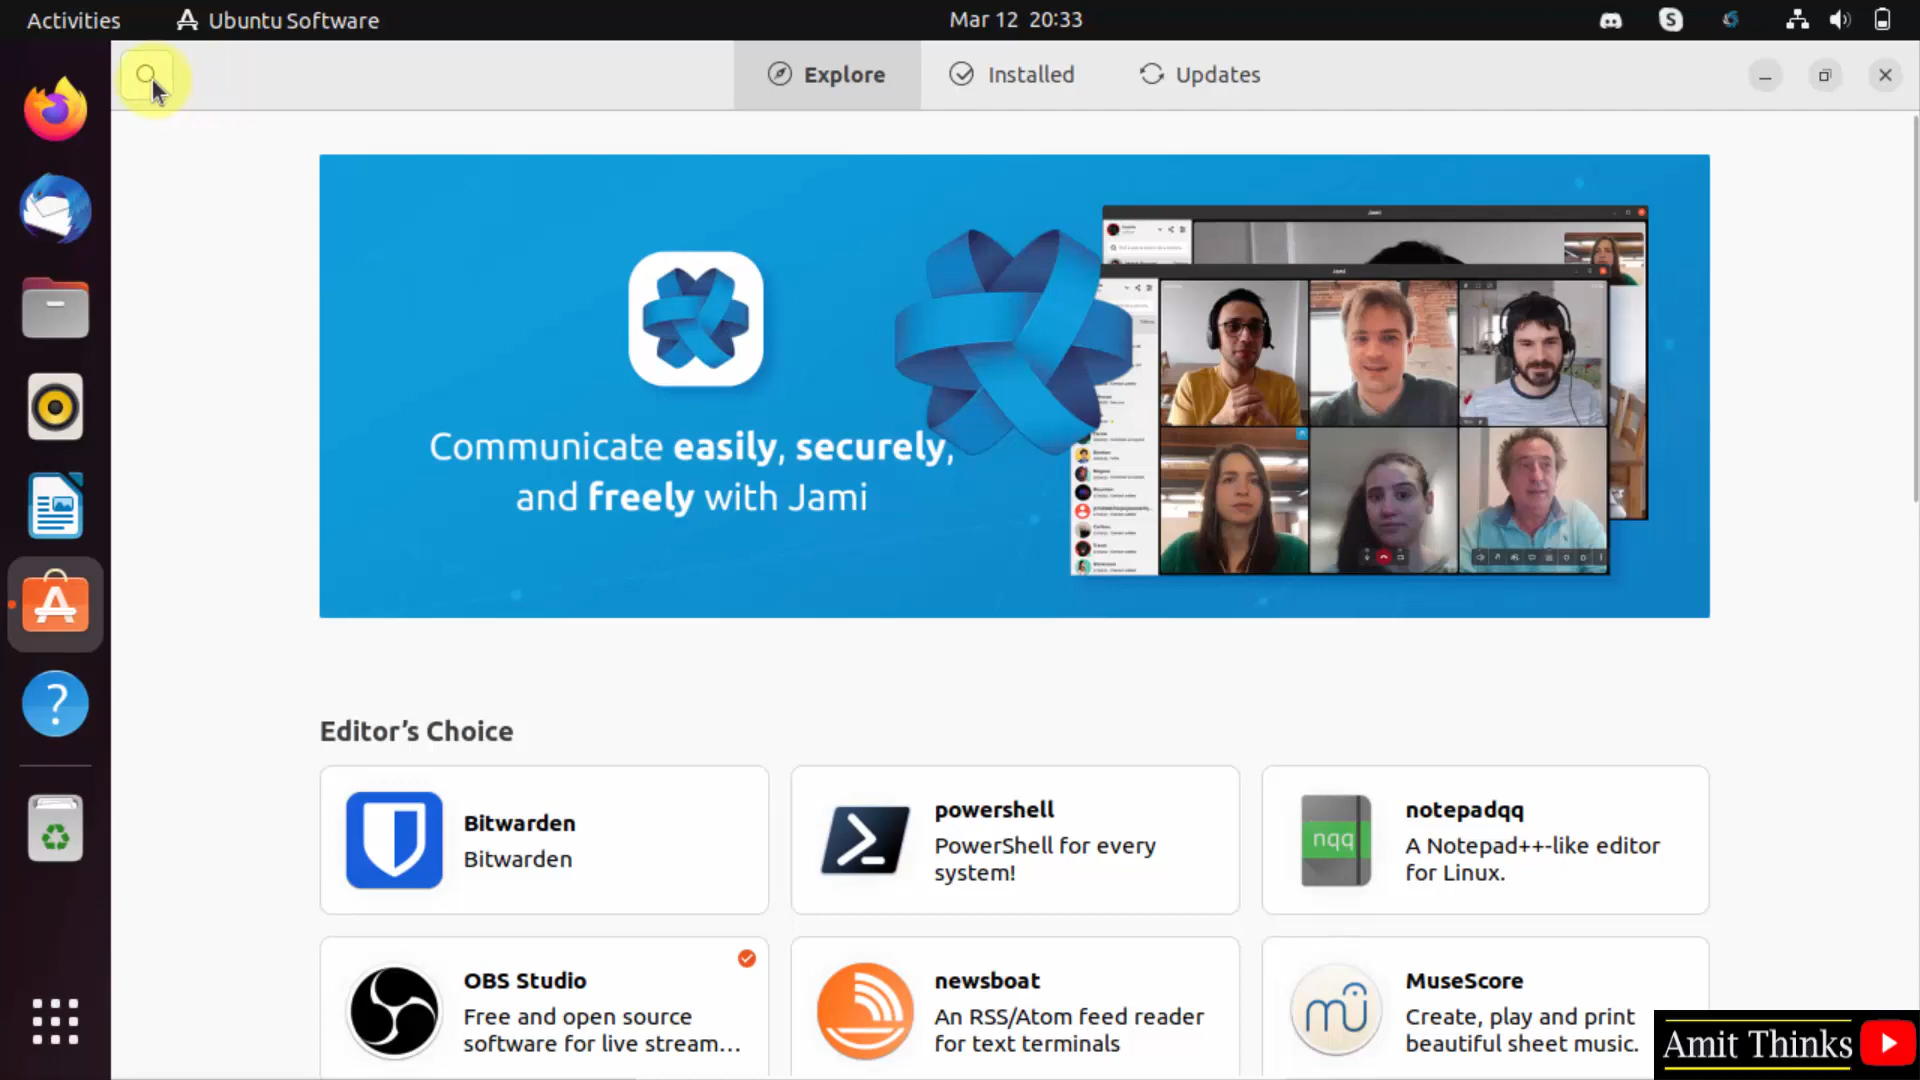 Activities
Ubuntu Software
Mar 12 20:33
Explore
Installed
Updates
Jami
Jami
Communicate easily, securely,
and freely with Jami
Editor's Choice
Bitwarden
Bitwarden
powershell
PowerShell for every
system!
nqq
notepadqq
A Notepad++-like editor
for Linux.
OBS Studio
Free and open source
software for live stream...
newsboat
An RSS/Atom feed reader
for text terminals
mu
MuseScore
Create, play and print
beautiful sheet music.
Amit Thinks